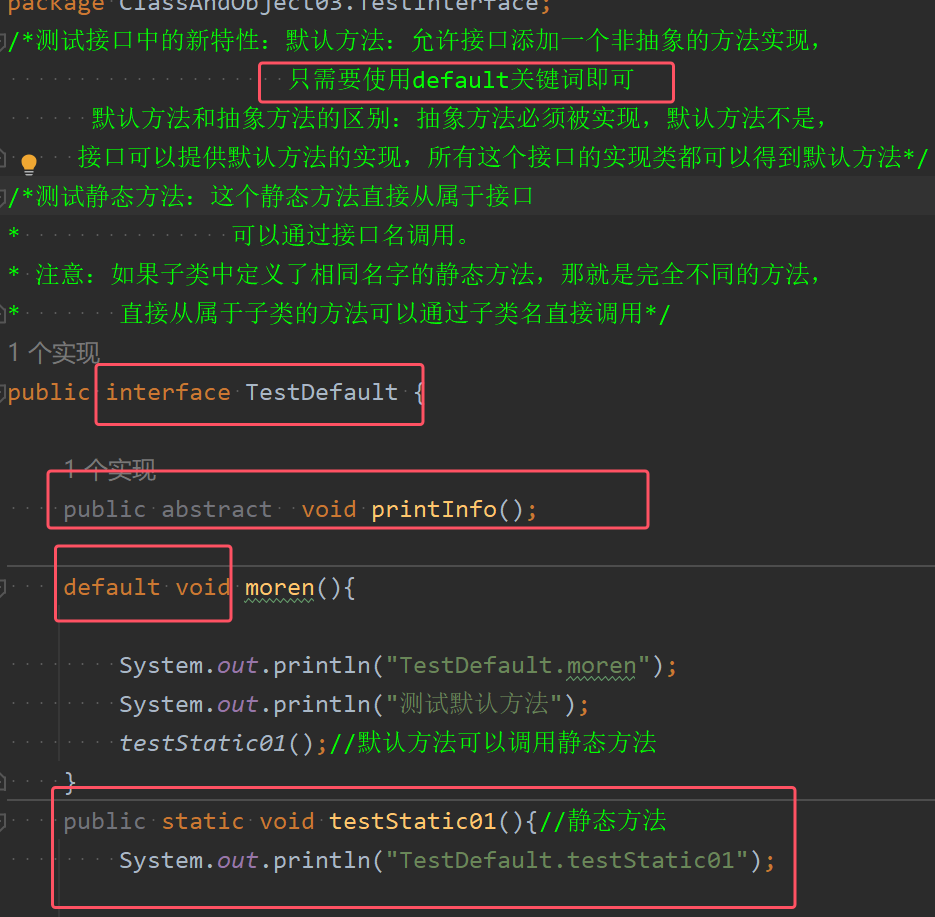 package ClassAndObject03.TestInterface;
/*测试接口中的新特性：默认方法：允许接口添加一个非抽象的方法实现，
只需要使用default关键词即可
默认方法和抽象方法的区别：抽象方法必须被实现，默认方法不是，
接口可以提供默认方法的实现，所有这个接口的实现类都可以得到默认方法*/
/*测试静态方法：这个静态方法直接从属于接口
* 可以通过接口名调用。
* 注意：如果子类中定义了相同名字的静态方法，那就是完全不同的方法，
* 直接从属于子类的方法可以通过子类名直接调用*/
1 个实现
public interface TestDefault {
1 个实现
public abstract  void printInfo();
default void moren(){
System.out.println("TestDefault.moren");
System.out.println("测试默认方法");
testStatic01();//默认方法可以调用静态方法
}
public static void testStatic01(){//静态方法
System.out.println("TestDefault.testStatic01");